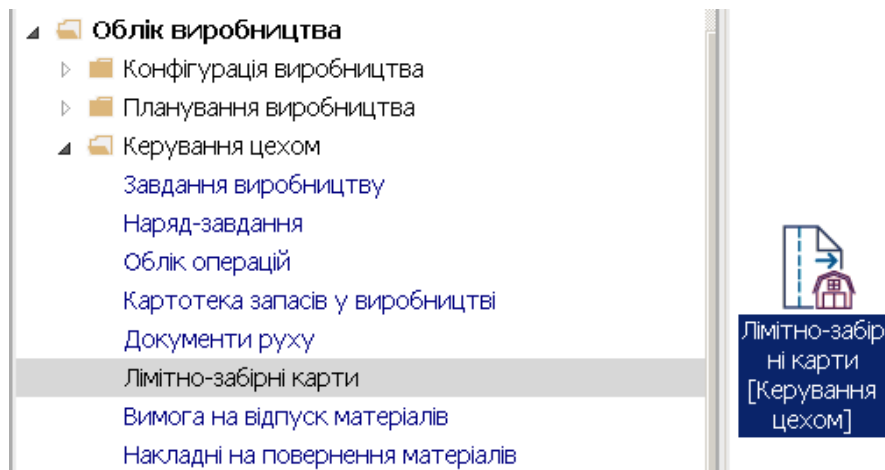 Облік виробництва
Конфігурація виробництва
Планування виробництва
Керування цехом
Завдання виробництву
Наряд-завдання
Облік операцій
Картотека запасів у виробництві
Документи руху
Лімітно-забірні карти
Вимога на відпуск матеріалів
Накладні на повернення матеріалів
Лімітно-забір
ні карти
[Керування
цехом]